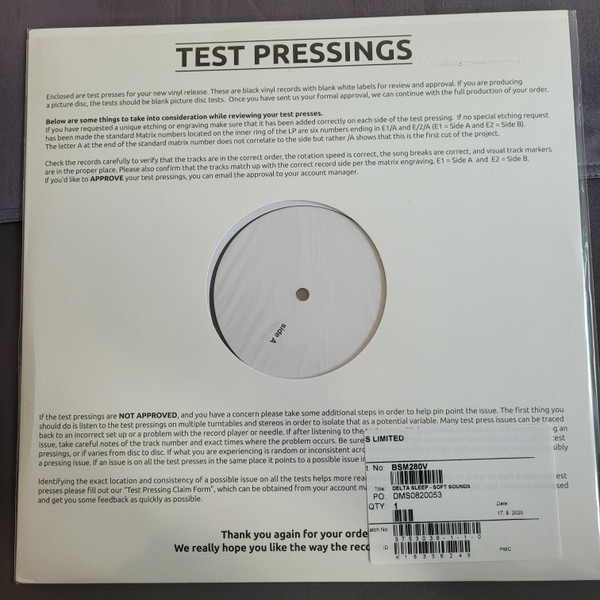 TEST PRESSINGS
Enclosed are test presses for your new vinyl release. These are black vinyl records with blank white labels for review and approval. If you are producing
a picture disc, the tests should be blank picture disc tests. Once you have sent us your formal approval, we can continue with the full production of your order.
Below are some things to take into consideration while reviewing your test presses.
If you have requested a unique etching or engraving make sure that it has been added correctly on each side of the test pressing. If no special etching request
has been made the standard Matrix numbers located on the inner ring of the LP are six numbers ending in E1/A and E/2/A (E1 = Side A and E2 = Side B).
The letter A at the end of the standard matrix number does not correlate to the side but rather /A shows that this is the first cut of the project.
Check the records carefully to verify that the tracks are in the correct order, the rotation speed is correct, the song breaks are correct, and visual track markers
are in the proper place. Please also confirm that the tracks match up with the correct record side per the matrix engraving, E1 = Side A and E2 = Side B.
If you'd like to APPROVE your test pressings, you can email the approval to your account manager.
side A
If the test pressings are NOT APPROVED, and you have a concern please take some additional steps in order to help pin point the issue. The first thing you
should do is listen to the test pressings on multiple turntables and stereos in order to isolate that as a potential variable. Many test press issues can be traced
back to an incorrect set up or a problem with the record player or needle. If after listening to the an
issue, take careful notes of the track number and exact times where the problem occurs. Be sure test
pressings, or if varies from disc to disc. If what you are experiencing is random or inconsistent acro bly
a pressing issue. If an issue is on all the test presses in the same place it points to a possible issue i
Identifying the exact location and consistency of a possible issue on all the tests helps more rea test
presses please fill out our "Test Pressing Claim Form", which can be obtained from your account m sed
and get you some feedback as quickly as possible.
Thank you again for your orde
We really hope you like the way the reco
S LIMITED
t No: BSM280V
Title DELTA SLEEP - SOFT SOUNDS
PO DMS0820053
QTY 1
Date
17.9.2020
atch No
9753036-1-1-0
ID K16336246
PMC